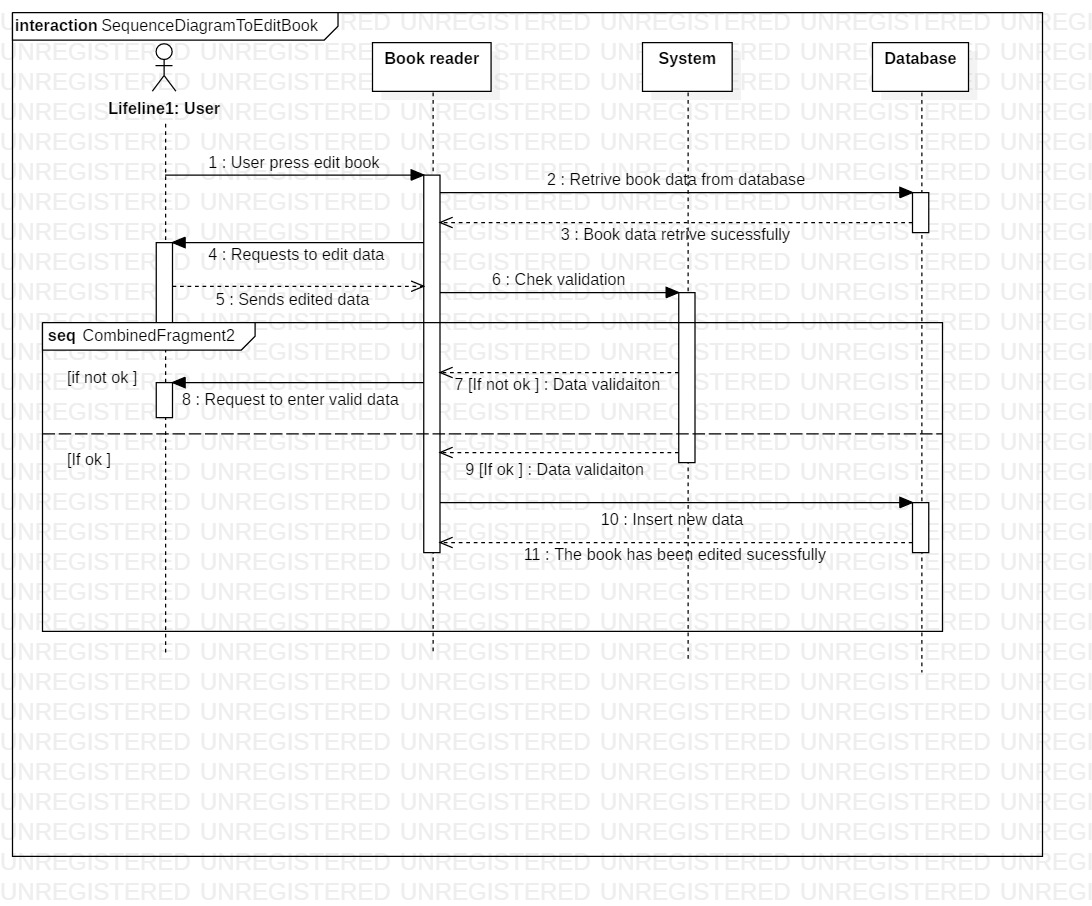 interaction SequenceDiagramToEditBook
Book reader
System
Database
Lifeline1: User
1 : User press edit book
2 : Retrive book data from database
3 : Book data retrive sucessfully
4 : Requests to edit data
5 : Sends edited data
6 : Chek validation
seq CombinedFragment2
[if not ok ]
7 [If not ok ] : Data validaiton
8 : Request to enter valid data
[If ok ]
9 [If ok ] : Data validaiton
10 : Insert new data
11 : The book has been edited sucessfully
UNREGISTERED